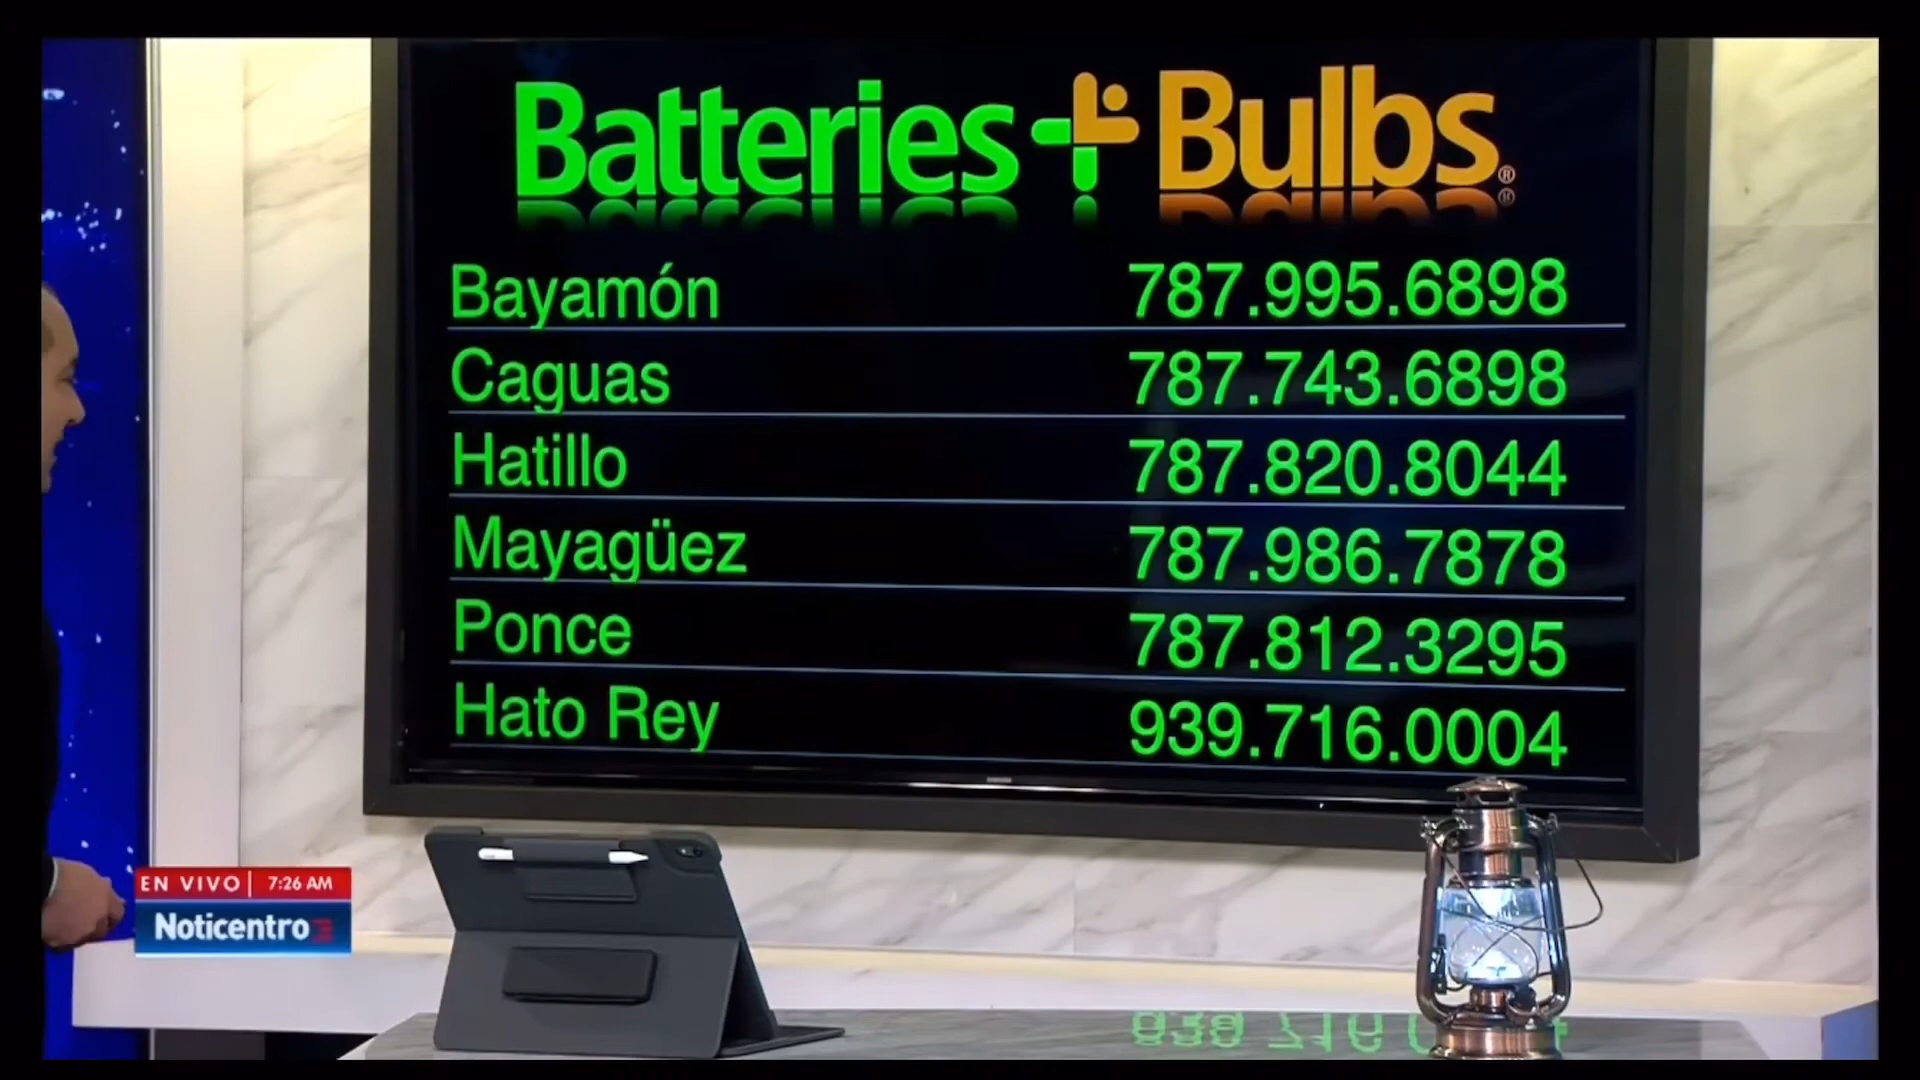 Batteries + Bulbs®
Bayamón 787.995.6898
Caguas 787.743.6898
Hatillo 787.820.8044
Mayagüez 787.986.7878
Ponce 787.812.3295
Hato Rey 939.716.0004
EN VIVO | 7:26 AM
Noticentro